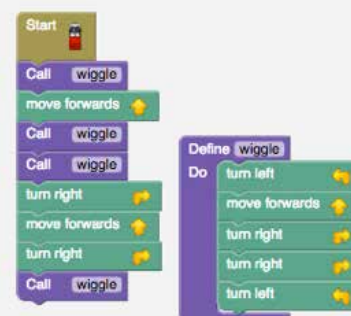 Start
Call wiggle
move forwards
Call wiggle
Call wiggle
turn right
move forwards
turn right
Call wiggle
Define wiggle
Do turn left
move forwards
turn right
turn right
turn left